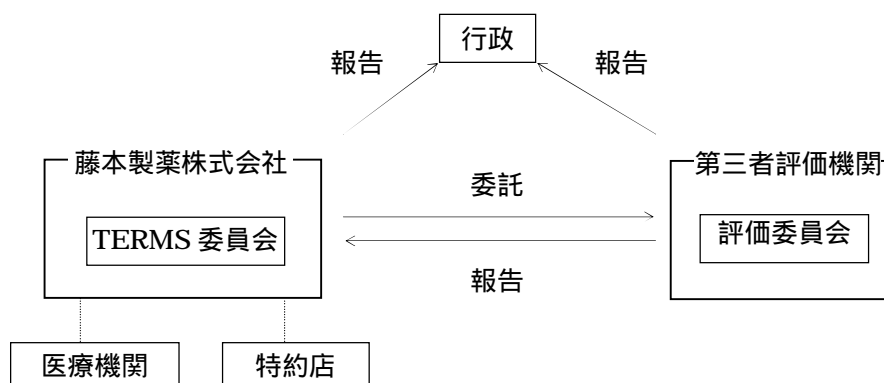 行政
報告
報告
藤本製薬株式会社
第三者評価機関
委託
TERMS 委員会
評価委員会
報告
医療機関
特約店